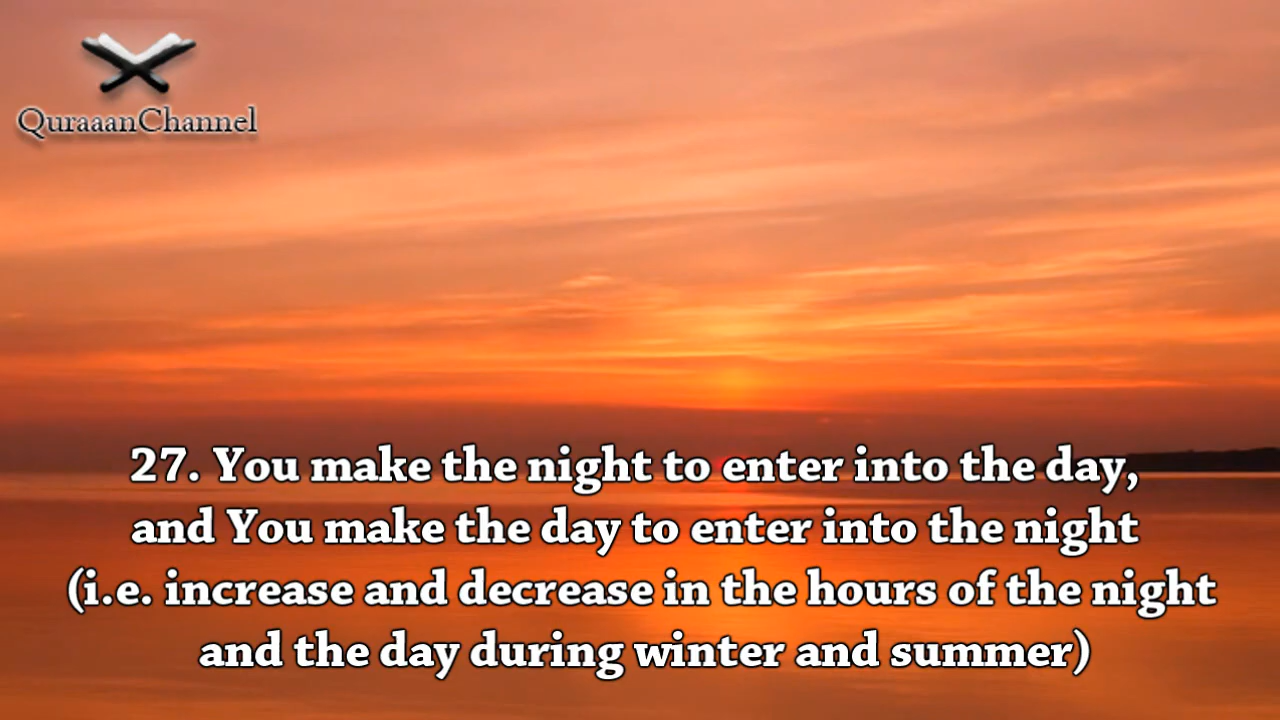 QuraaanChannel
27. You make the night to enter into the day,
and You make the day to enter into the night
(i.e. increase and decrease in the hours of the night
and the day during winter and summer)